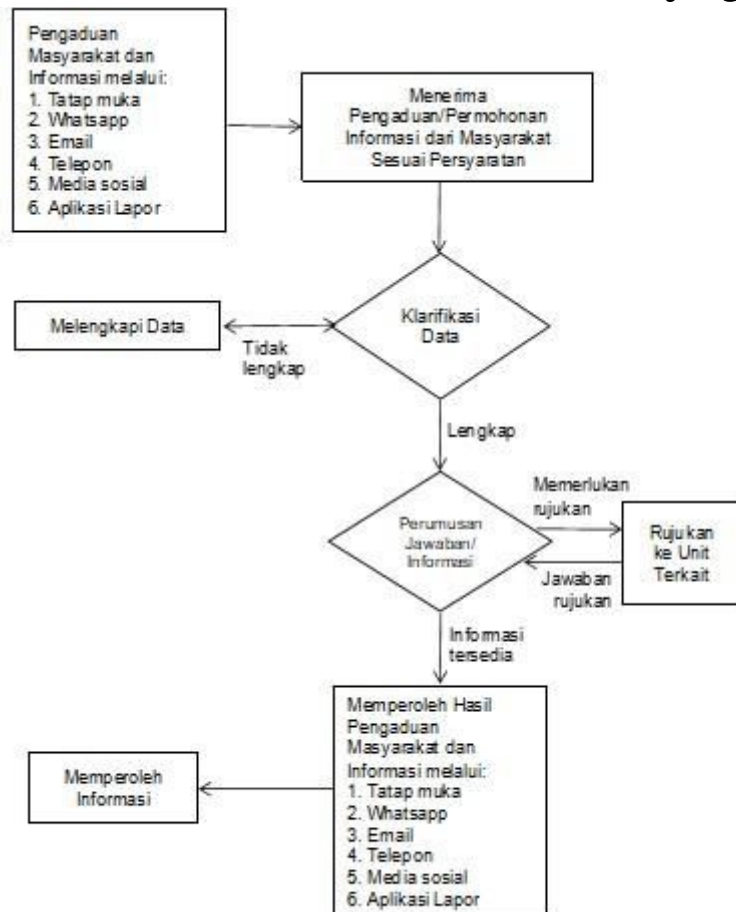 Pengaduan
Masyarakat dan
Informasi melalui:
1. Tatap muka
2. Whatsapp
3. Email
4. Telepon
5. Media sosial
6. Aplikasi Lapor
Menerima
Pengaduan/Permohonan
Informasi dari Masyarakat
Sesuai Persyaratan
Klarifikasi
Data
Melengkapi Data
Tidak
lengkap
Lengkap
Perumusan
Jawaban/
Informasi
Memerlukan
rujukan
Rujukan
ke Unit
Terkait
Jawaban
rujukan
Informasi
tersedia
Memperoleh Hasil
Pengaduan
Masyarakat dan
Informasi melalui:
1. Tatap muka
2. Whatsapp
3. Email
4. Telepon
5. Media sosial
6. Aplikasi Lapor
Memperoleh
Informasi